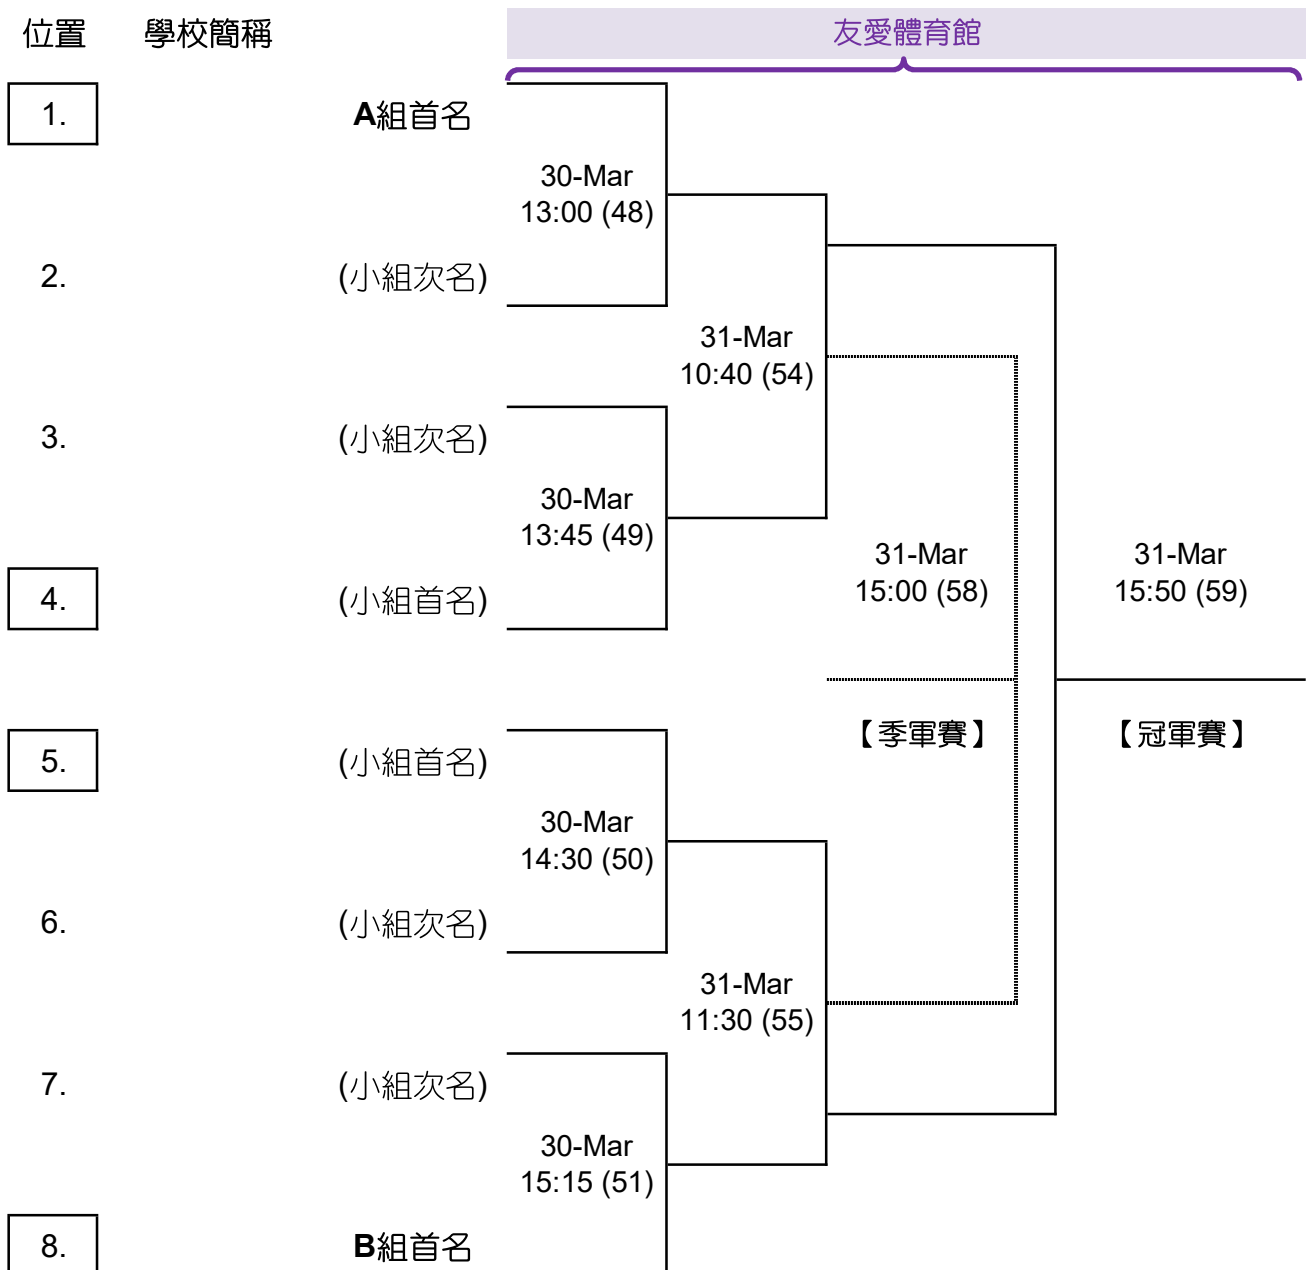 位置 學校簡稱 友愛體育館
1. A組首名
30-Mar
13:00 (48)
2. (小組次名)
31-Mar
10:40 (54)
3. (小組次名)
30-Mar
13:45 (49)
31-Mar 31-Mar
4. (小組首名) 15:00 (58) 15:50 (59)
【季軍賽】 【冠軍賽】
5. (小組首名)
30-Mar
14:30 (50)
6. (小組次名)
31-Mar
11:30 (55)
7. (小組次名)
30-Mar
15:15 (51)
8. B組首名